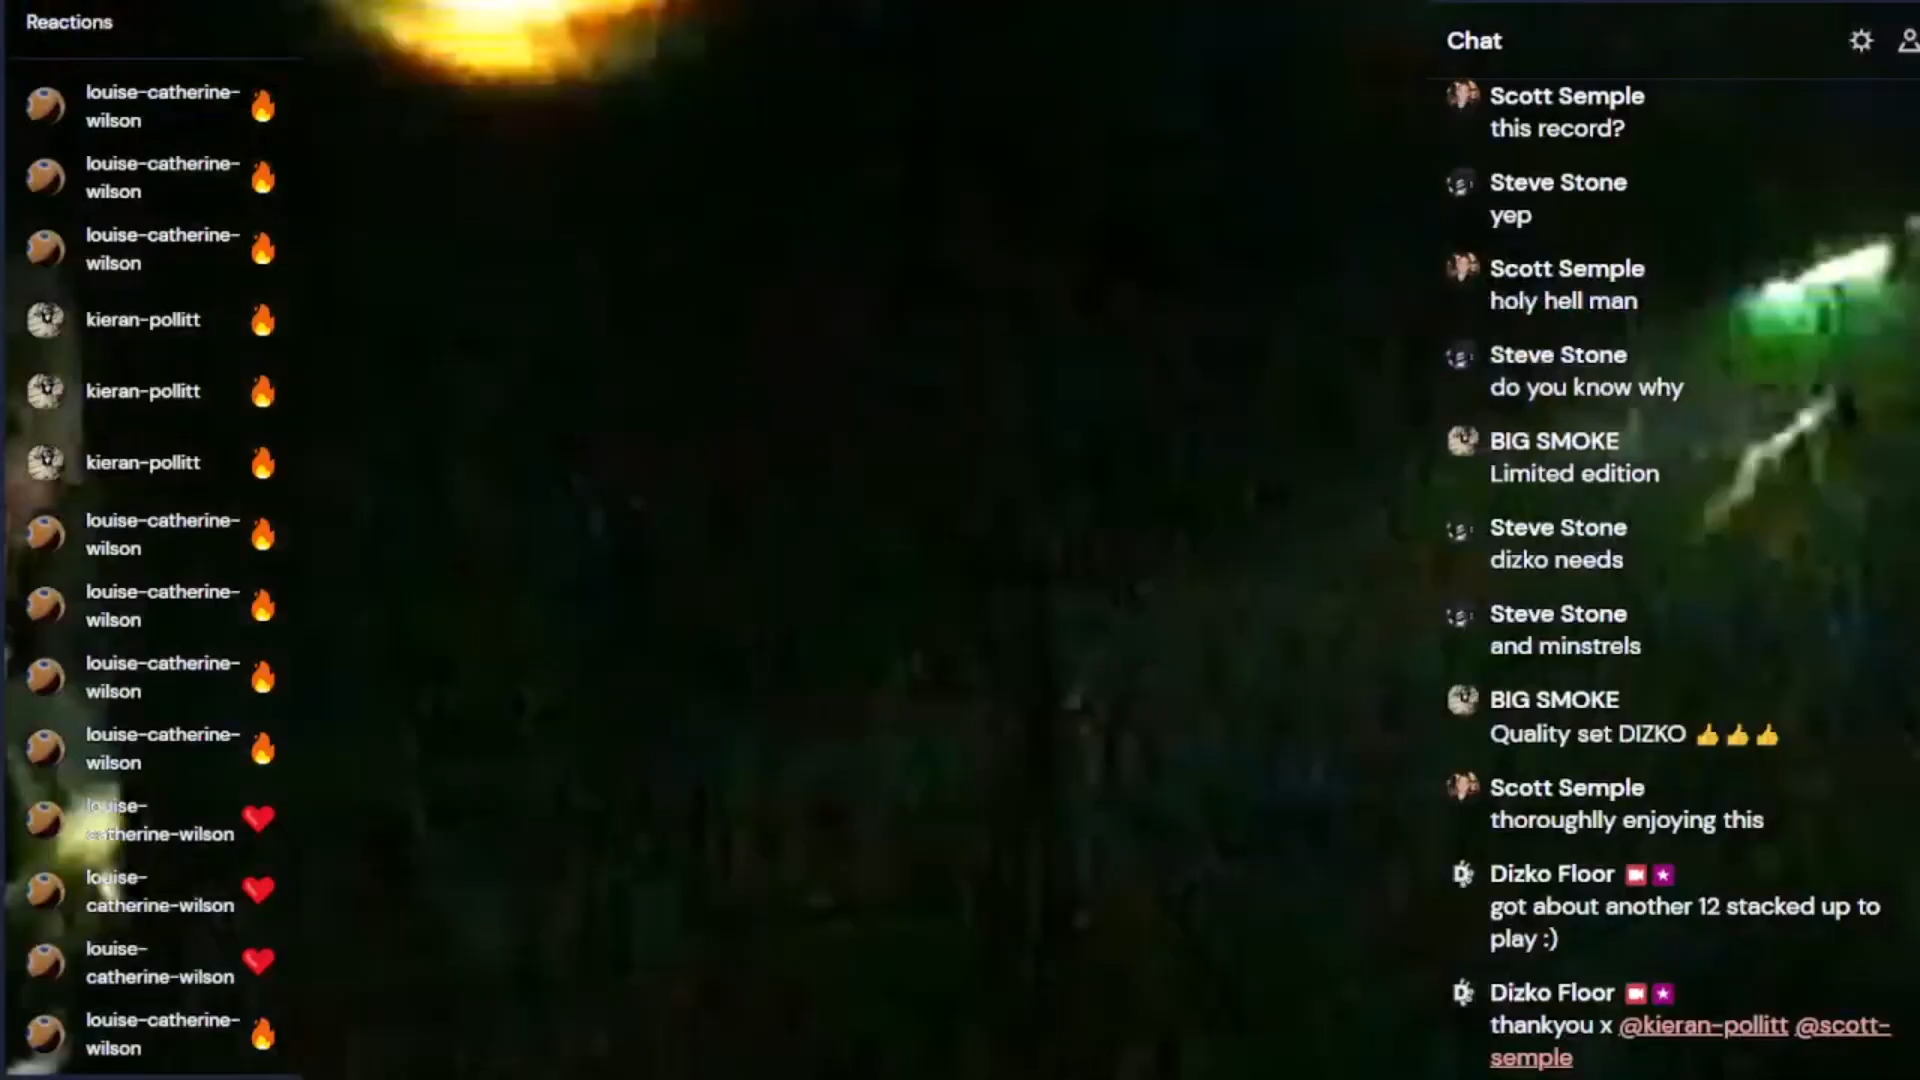 Reactions
louise-catherine-
wilson 🔥
louise-catherine-
wilson 🔥
louise-catherine-
wilson 🔥
kieran-pollitt 🔥
kieran-pollitt 🔥
kieran-pollitt 🔥
louise-catherine-
wilson 🔥
louise-catherine-
wilson 🔥
louise-catherine-
wilson 🔥
louise-catherine-
wilson 🔥
louise-
catherine-wilson ❤️
louise-
catherine-wilson ❤️
louise-
catherine-wilson ❤️
louise-catherine-
wilson 🔥
Chat
Scott Semple
this record?
Steve Stone
yep
Scott Semple
holy hell man
Steve Stone
do you know why
BIG SMOKE
Limited edition
Steve Stone
dizko needs
Steve Stone
and minstrels
BIG SMOKE
Quality set DIZKO 👍👍👍
Scott Semple
thoroughlly enjoying this
Dizko Floor
got about another 12 stacked up to
play :)
Dizko Floor
thankyou x @kieran-pollitt @scott-
semple